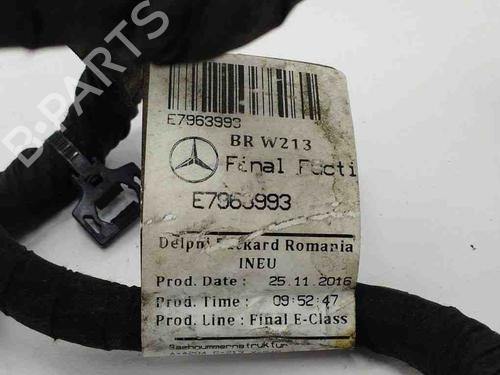 B-PARTS
E7963993
BR W213
Final Fucti
E7963993
Delphi Packard Romania
INEU
Prod. Date : 25.11.2016
Prod. Time : 09:52:47
Prod. Line : Final E-Class